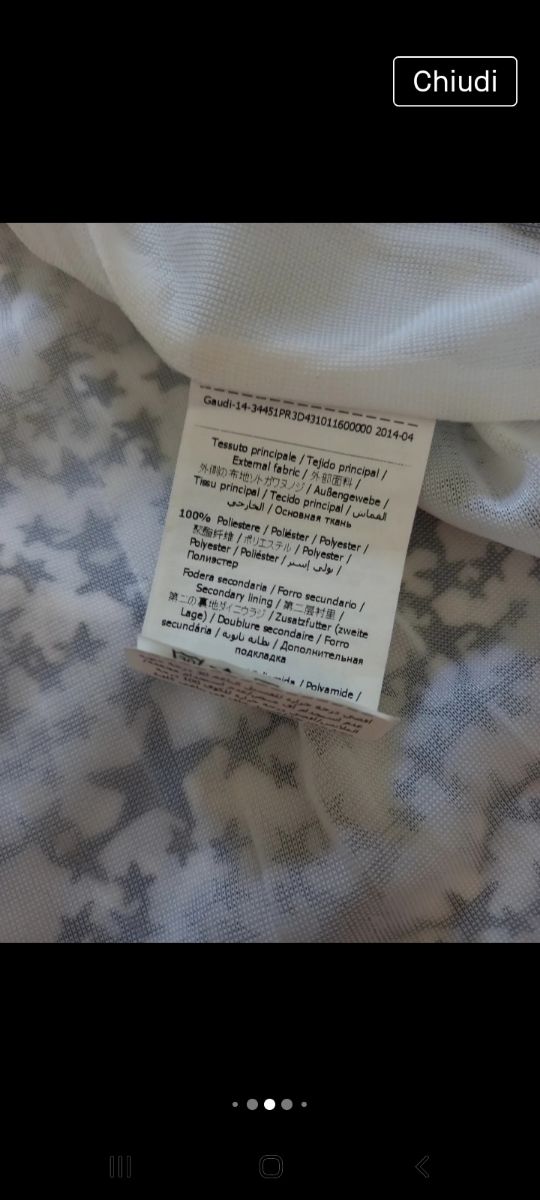 Chiudi
Gaudi-14-34451PR3D431011600000 2014-04
Tessuto principale / Tejido principal /
External fabric / 外部面料 /
外側の布地ソトガワヌノジ / Außengewebe /
Tissu principal / Tecido principal / القماش
الخارجي / Основная ткань
100% Poliestere / Poliéster / Polyester /
聚酯纤维 / ポリエステル / Polyester /
Polyester / Poliéster / بولي إستر /
Полиэстер
Fodera secondaria / Forro secundario /
Secondary lining / 第二层衬里 /
第二の裏地ダイニウラジ / Zusatzfutter (zweite
Lage) / Doublure secondaire / Forro
secundária / بطانة ثانوية / Дополнительная
подкладка
/ Polyamide /